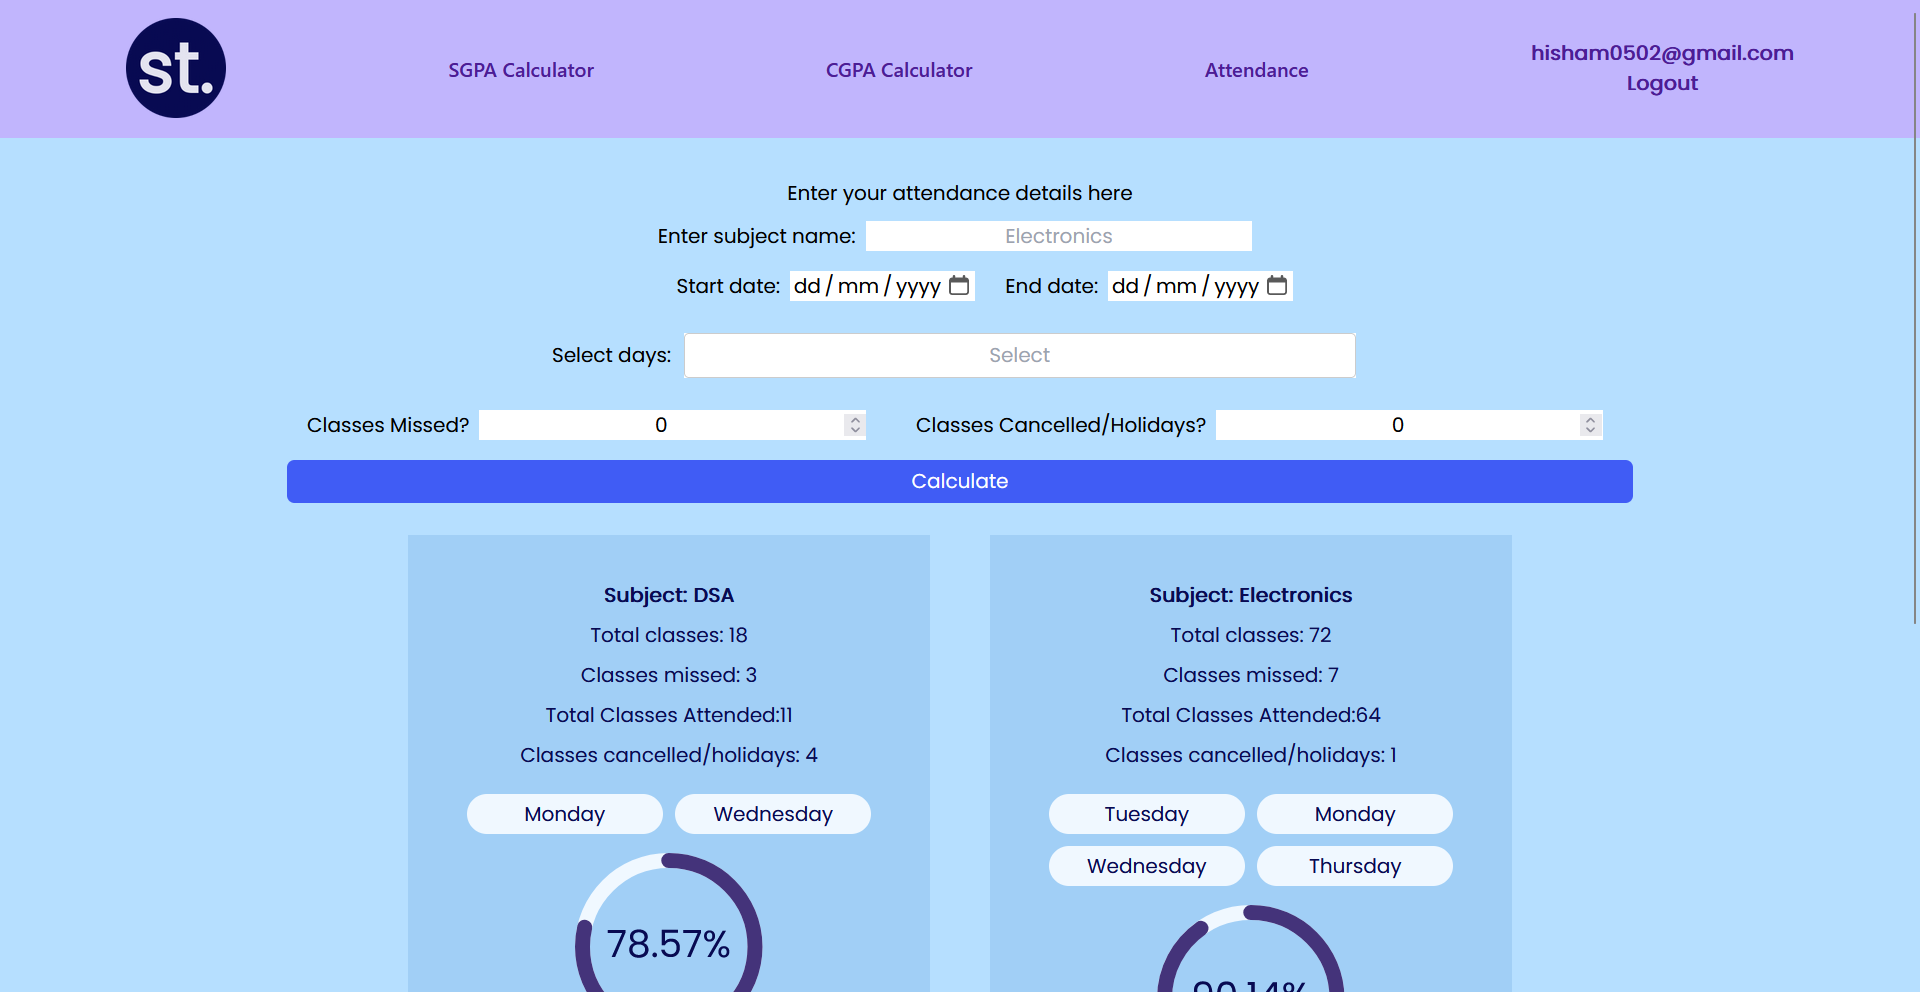 st.
SGPA Calculator
CGPA Calculator
Attendance
hisham0502@gmail.com
Logout
Enter your attendance details here
Enter subject name: Electronics
Start date: dd/mm/yyyy End date: dd/mm/yyyy
Select days: Select
Classes Missed? 0 Classes Cancelled/Holidays? 0
Calculate
Subject: DSA
Total classes: 18
Classes missed: 3
Total Classes Attended:11
Classes cancelled/holidays: 4
Monday Wednesday
78.57%
Subject: Electronics
Total classes: 72
Classes missed: 7
Total Classes Attended:64
Classes cancelled/holidays: 1
Tuesday Monday
Wednesday Thursday
90.14%